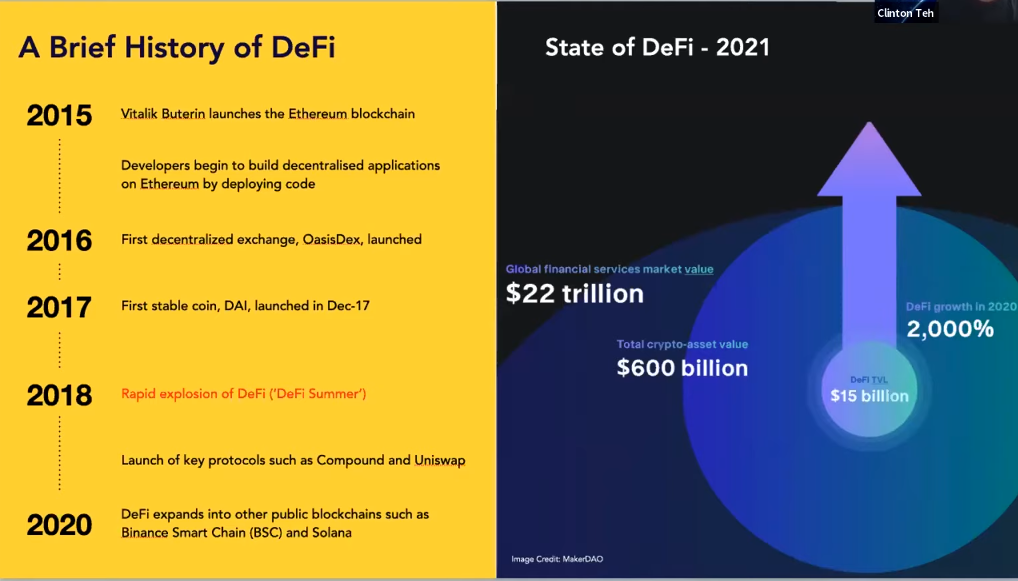 Clinton Teh
A Brief History of DeFi
2015
Vitalik Buterin launches the Ethereum blockchain
Developers begin to build decentralised applications
on Ethereum by deploying code
2016
First decentralized exchange, OasisDex, launched
2017
First stable coin, DAI, launched in Dec-17
2018
Rapid explosion of DeFi ('DeFi Summer')
Launch of key protocols such as Compound and Uniswap
2020
DeFi expands into other public blockchains such as
Binance Smart Chain (BSC) and Solana
State of DeFi - 2021
Global financial services market value
$22 trillion
Total crypto-asset value
$600 billion
DeFi growth in 2020
2,000%
DeFi TVL
$15 billion
Image Credit: MakerDAO